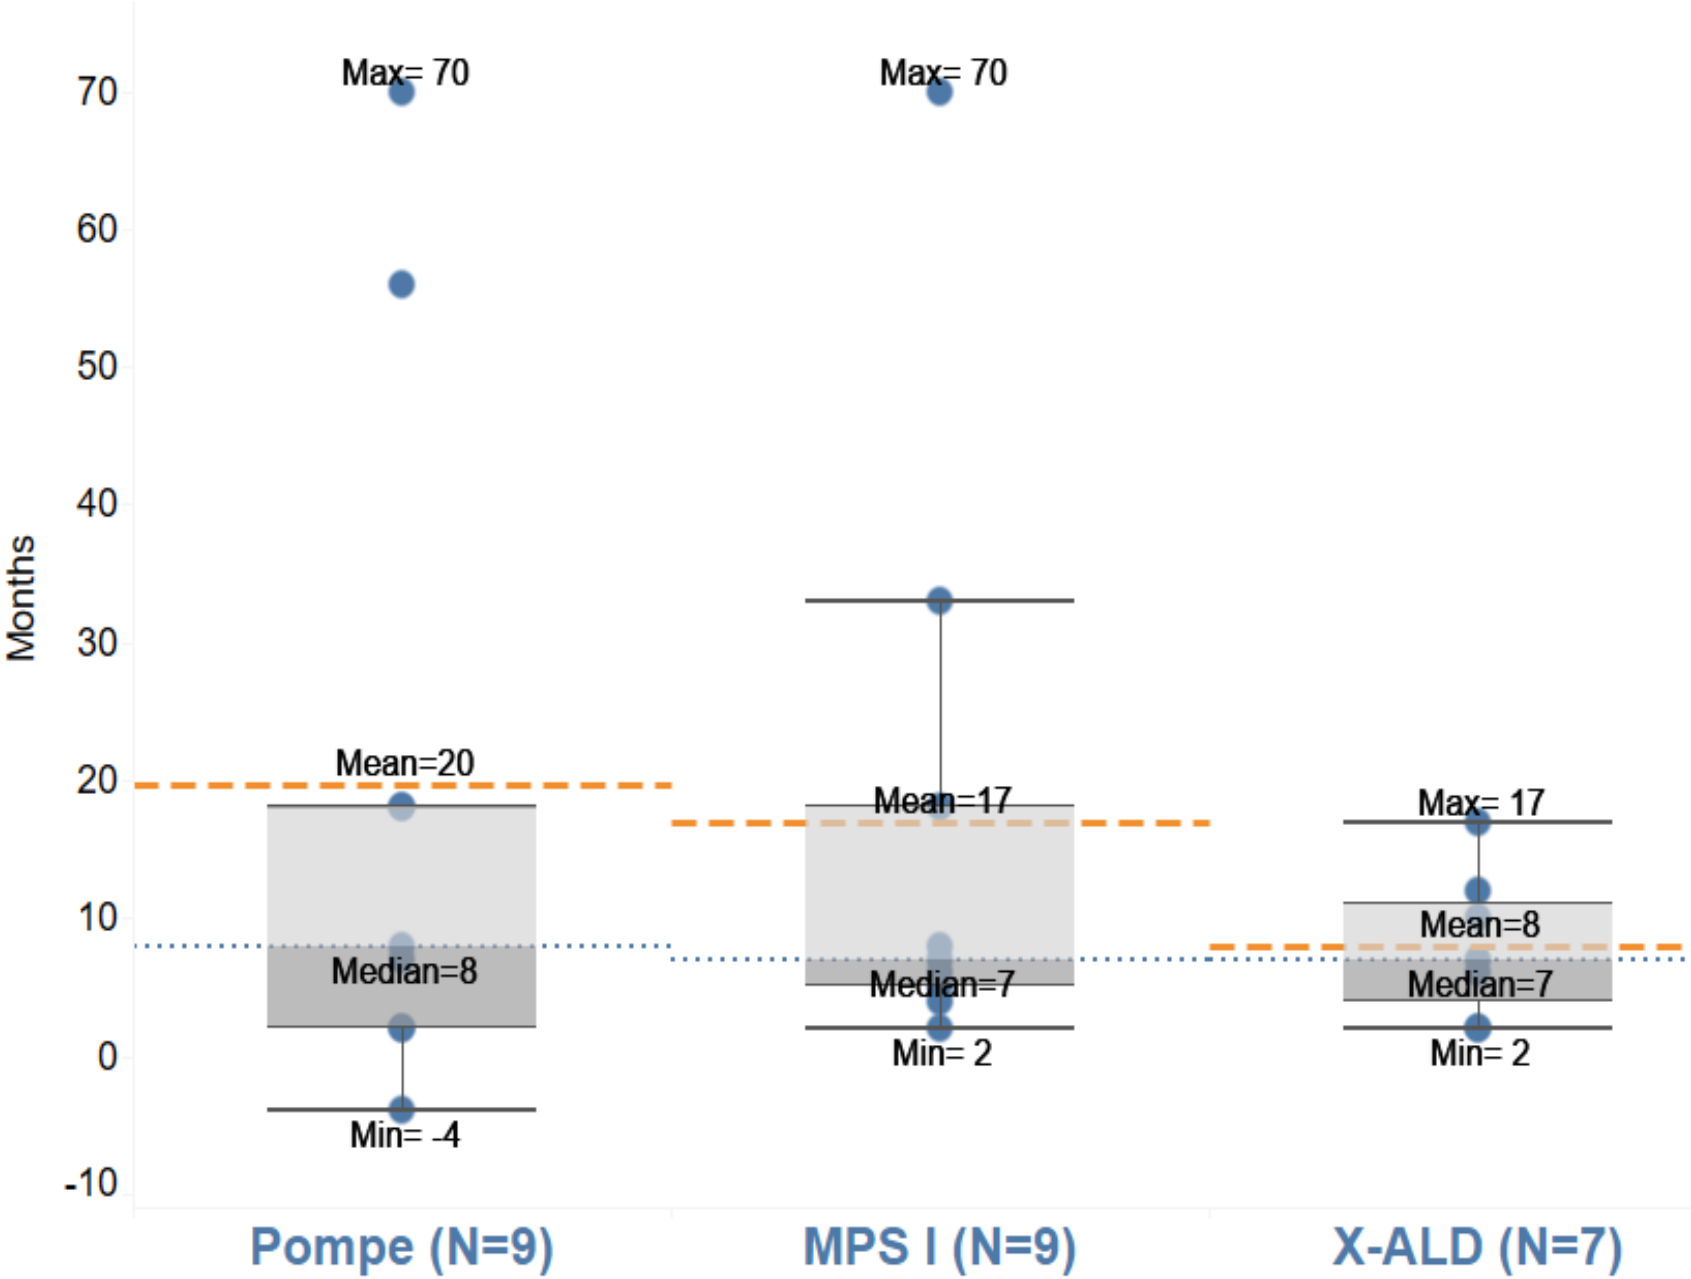 Months
70
60
50
40
30
20
10
0
-10
Max= 70
Mean=20
Median=8
Min= -4
Max= 70
Mean=17
Median=7
Min= 2
Max= 17
Mean=8
Median=7
Min= 2
Pompe (N=9)
MPS I (N=9)
X-ALD (N=7)